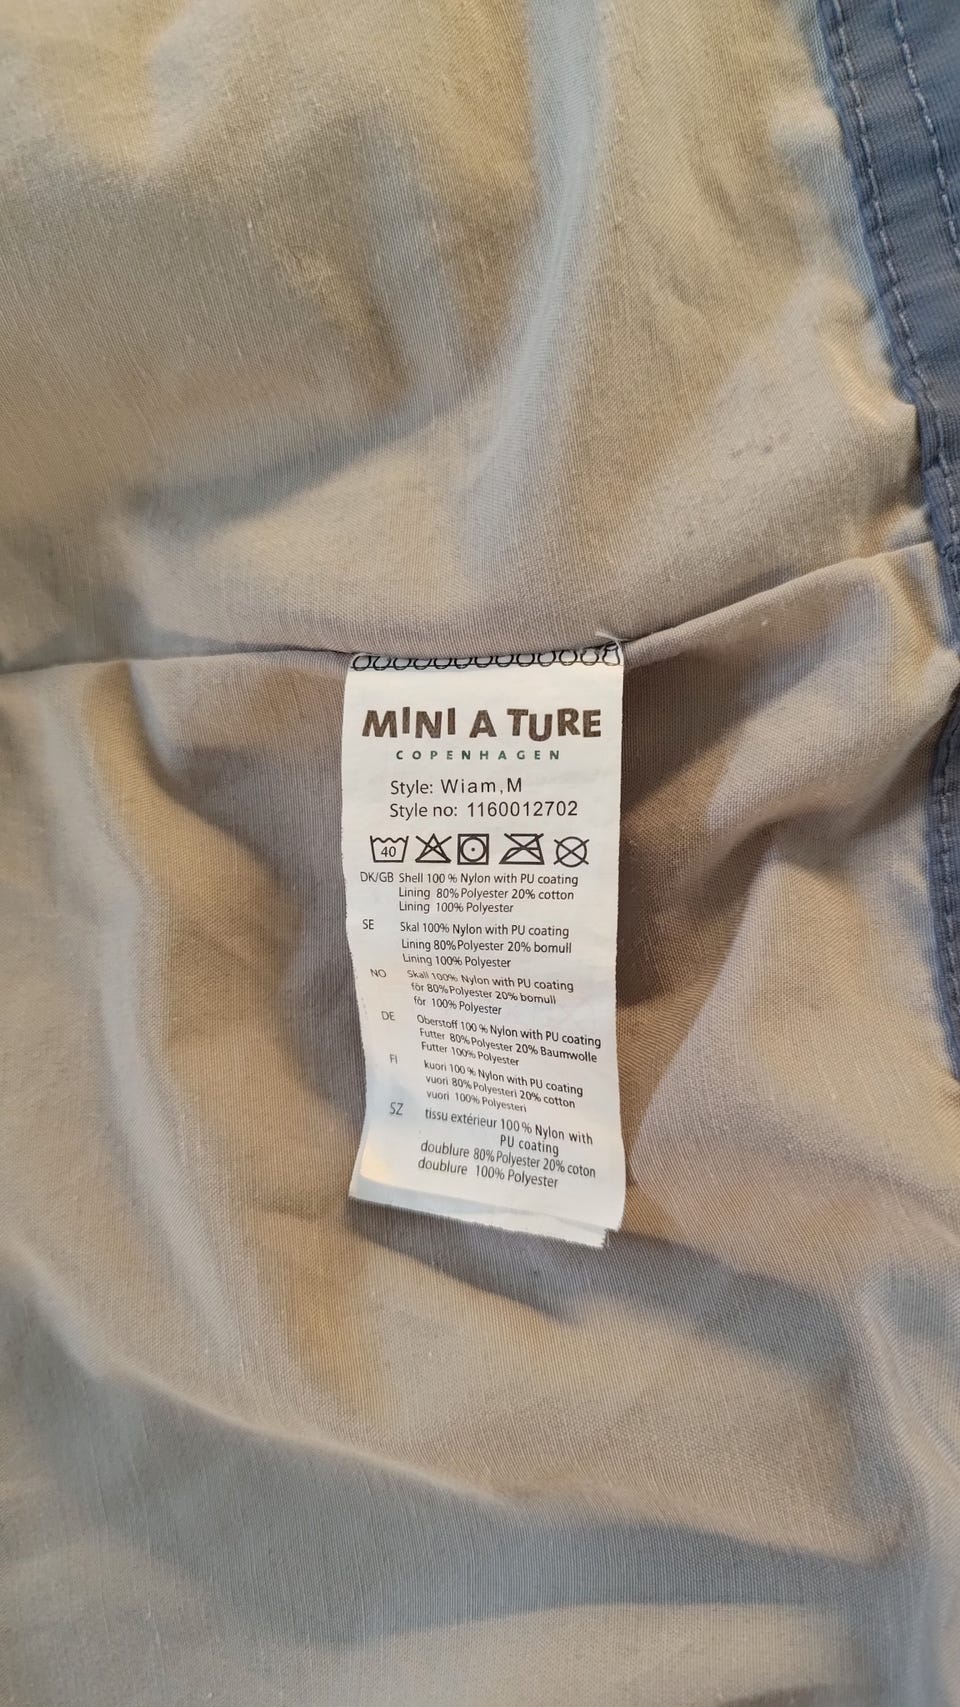 MINI A TURE
COPENHAGEN
Style: Wiam,M
Style no: 1160012702
40
DK/GB Shell 100 % Nylon with PU coating
Lining 80% Polyester 20% cotton
Lining 100% Polyester
SE Skal 100% Nylon with PU coating
Lining 80% Polyester 20% bomull
Lining 100% Polyester
NO Skall 100% Nylon with PU coating
för 80% Polyester 20% bomull
för 100% Polyester
DE Oberstoff 100 % Nylon with PU coating
Futter 80% Polyester 20% Baumwolle
Futter 100% Polyester
FI kuori 100 % Nylon with PU coating
vuori 80% Polyesteri 20% cotton
vuori 100% Polyesteri
SZ tissu extérieur 100 % Nylon with
PU coating
doublure 80% Polyester 20% coton
doublure 100% Polyester